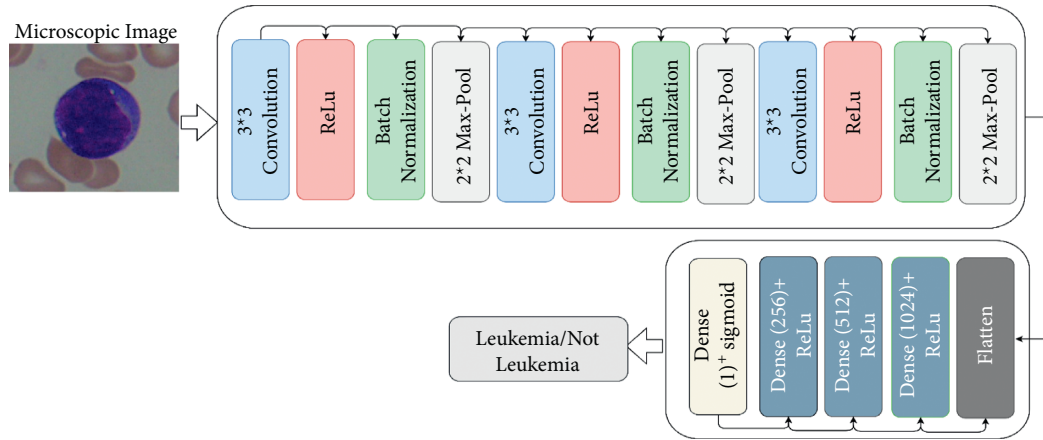 Microscopic Image
3*3
Convolution
ReLu
Batch
Normalization
2*2 Max-Pool
3*3
Convolution
ReLu
Batch
Normalization
2*2 Max-Pool
3*3
Convolution
ReLu
Batch
Normalization
2*2 Max-Pool
Leukemia/Not
Leukemia
Dense
(1)⁺ sigmoid
Dense (256)+
ReLu
Dense (512)+
ReLu
Dense (1024)+
ReLu
Flatten